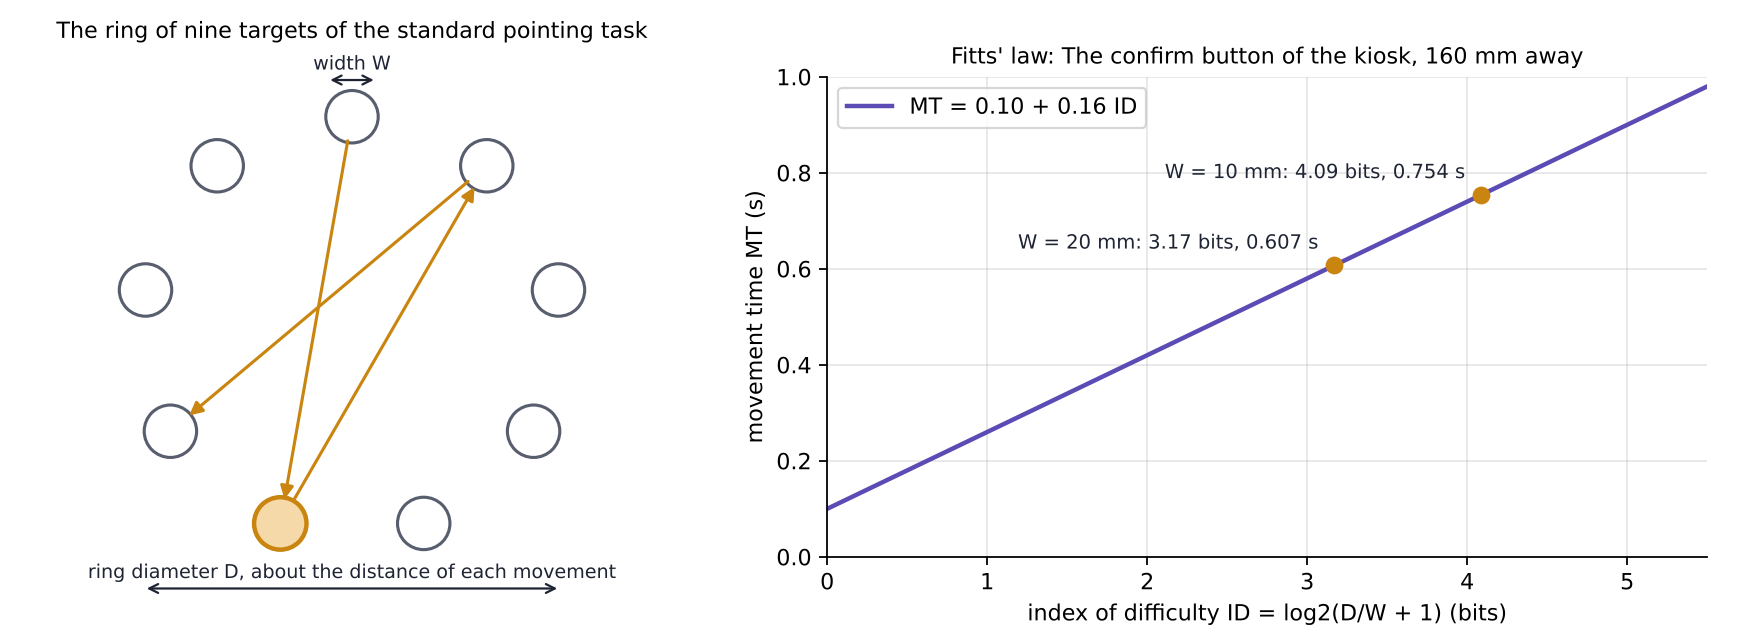 The ring of nine targets of the standard pointing task
width W
ring diameter D, about the distance of each movement
Fitts' law: The confirm button of the kiosk, 160 mm away
MT = 0.10 + 0.16 ID
W = 10 mm: 4.09 bits, 0.754 s
W = 20 mm: 3.17 bits, 0.607 s
movement time MT (s)
1.0
0.8
0.6
0.4
0.2
0.0
0 1 2 3 4 5
index of difficulty ID = log2(D/W + 1) (bits)